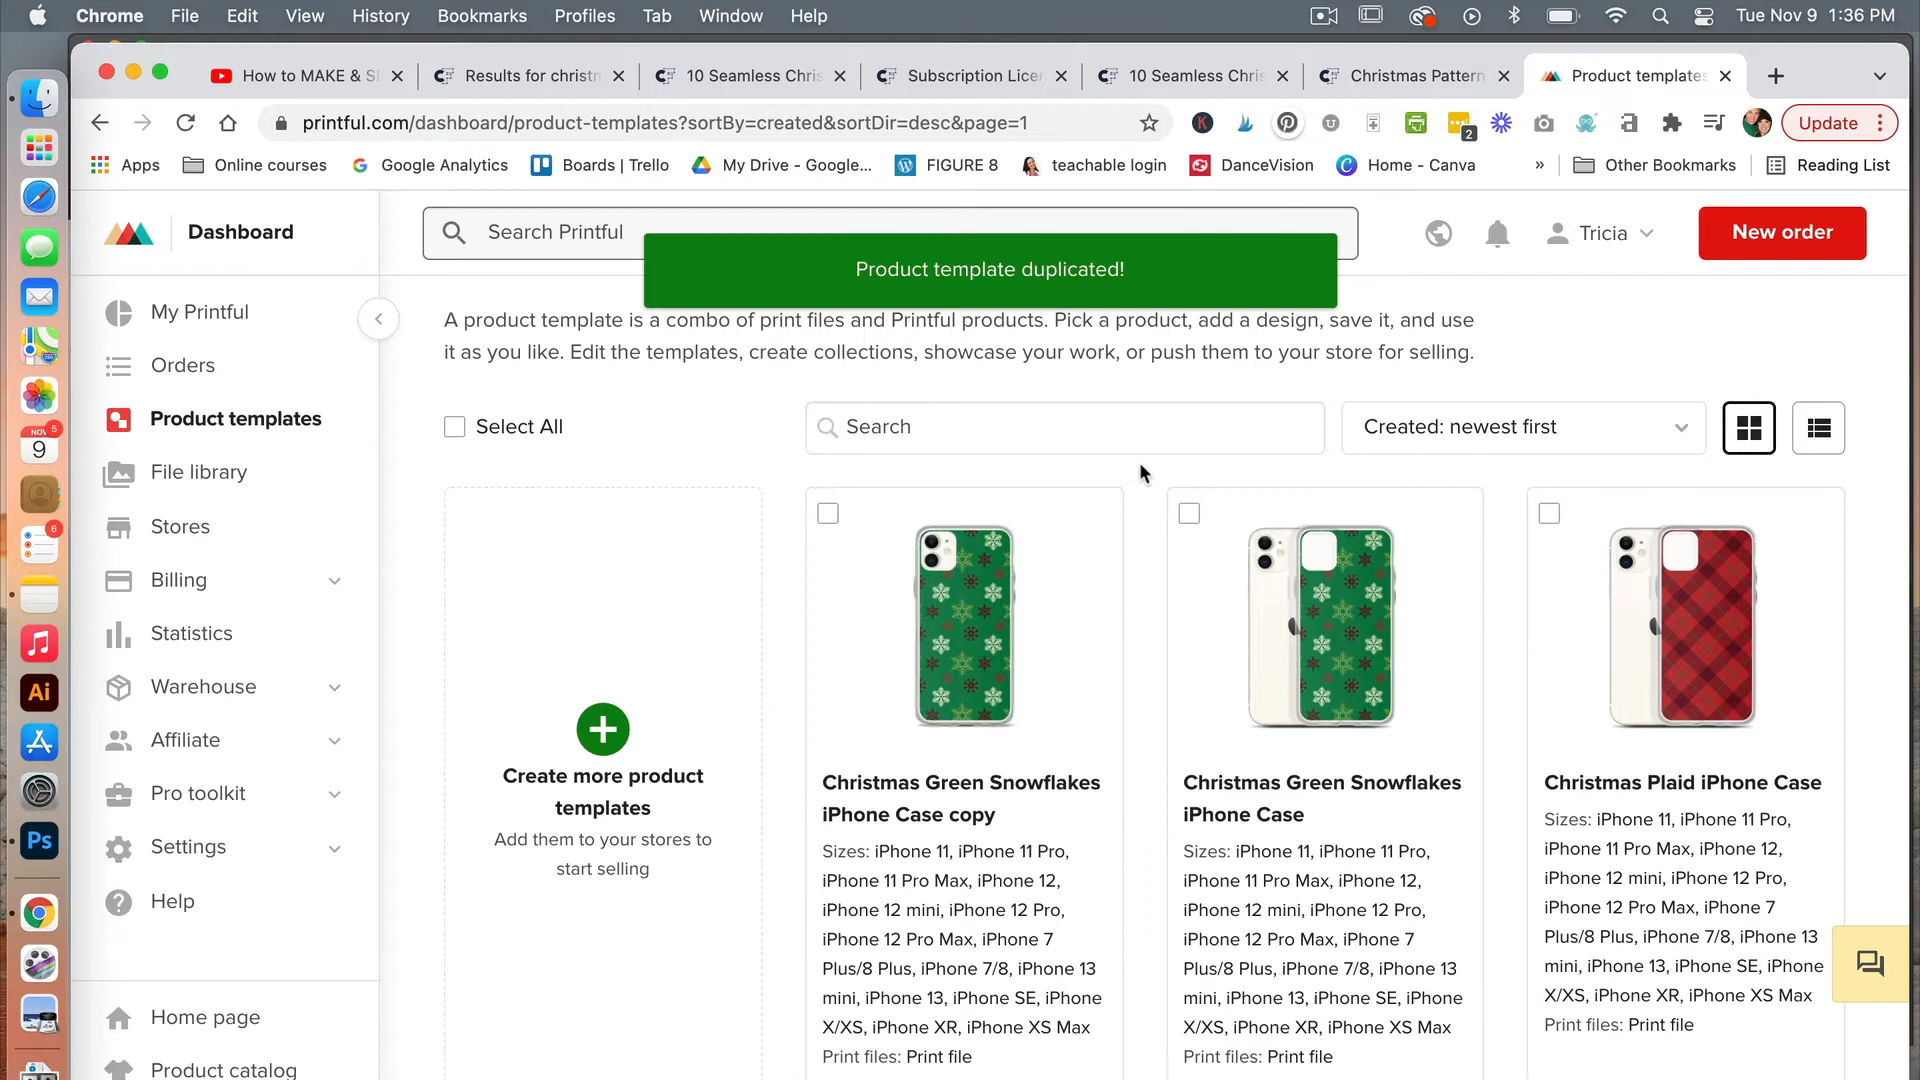 Chrome File Edit View History Bookmarks Profiles Tab Window Help Tue Nov 9 1:36 PM
How to MAKE & S Results for christn 10 Seamless Chris Subscription Licen 10 Seamless Chris Christmas Pattern Product templates
printful.com/dashboard/product-templates?sortBy=created&sortDir=desc&page=1 2 Update
Apps Online courses Google Analytics Boards | Trello My Drive - Google... FIGURE 8 teachable login DanceVision Home - Canva » Other Bookmarks Reading List
Dashboard
Search Printful
Tricia
New order
Product template duplicated!
My Printful
Orders
Product templates
File library
Stores
Billing
Statistics
Warehouse
Affiliate
Pro toolkit
Settings
Help
Home page
Product catalog
A product template is a combo of print files and Printful products. Pick a product, add a design, save it, and use
it as you like. Edit the templates, create collections, showcase your work, or push them to your store for selling.
Select All
Search
Created: newest first
Create more product
templates
Add them to your stores to
start selling
Christmas Green Snowflakes
iPhone Case copy
Sizes: iPhone 11, iPhone 11 Pro,
iPhone 11 Pro Max, iPhone 12,
iPhone 12 mini, iPhone 12 Pro,
iPhone 12 Pro Max, iPhone 7
Plus/8 Plus, iPhone 7/8, iPhone 13
mini, iPhone 13, iPhone SE, iPhone
X/XS, iPhone XR, iPhone XS Max
Print files: Print file
Christmas Green Snowflakes
iPhone Case
Sizes: iPhone 11, iPhone 11 Pro,
iPhone 11 Pro Max, iPhone 12,
iPhone 12 mini, iPhone 12 Pro,
iPhone 12 Pro Max, iPhone 7
Plus/8 Plus, iPhone 7/8, iPhone 13
mini, iPhone 13, iPhone SE, iPhone
X/XS, iPhone XR, iPhone XS Max
Print files: Print file
Christmas Plaid iPhone Case
Sizes: iPhone 11, iPhone 11 Pro,
iPhone 11 Pro Max, iPhone 12,
iPhone 12 mini, iPhone 12 Pro,
iPhone 12 Pro Max, iPhone 7
Plus/8 Plus, iPhone 7/8, iPhone 13
mini, iPhone 13, iPhone SE, iPhone
X/XS, iPhone XR, iPhone XS Max
Print files: Print file
NOV 5
9
6
Ai
Ps